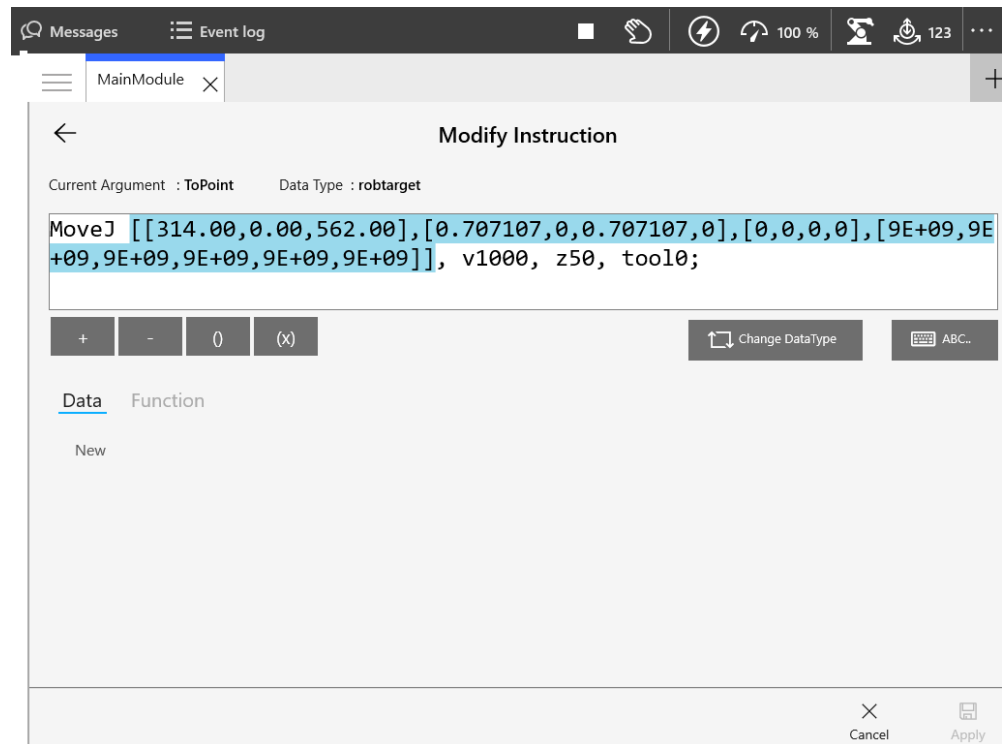 Messages Event log 100 % 123 ...
MainModule
Modify Instruction
Current Argument : ToPoint Data Type : robtarget
MoveJ [[314.00,0.00,562.00],[0.707107,0,0.707107,0],[0,0,0,0],[9E+09,9E
+09,9E+09,9E+09,9E+09,9E+09]], v1000, z50, tool0;
+ - () (x) Change DataType ABC..
Data Function
New
Cancel Apply